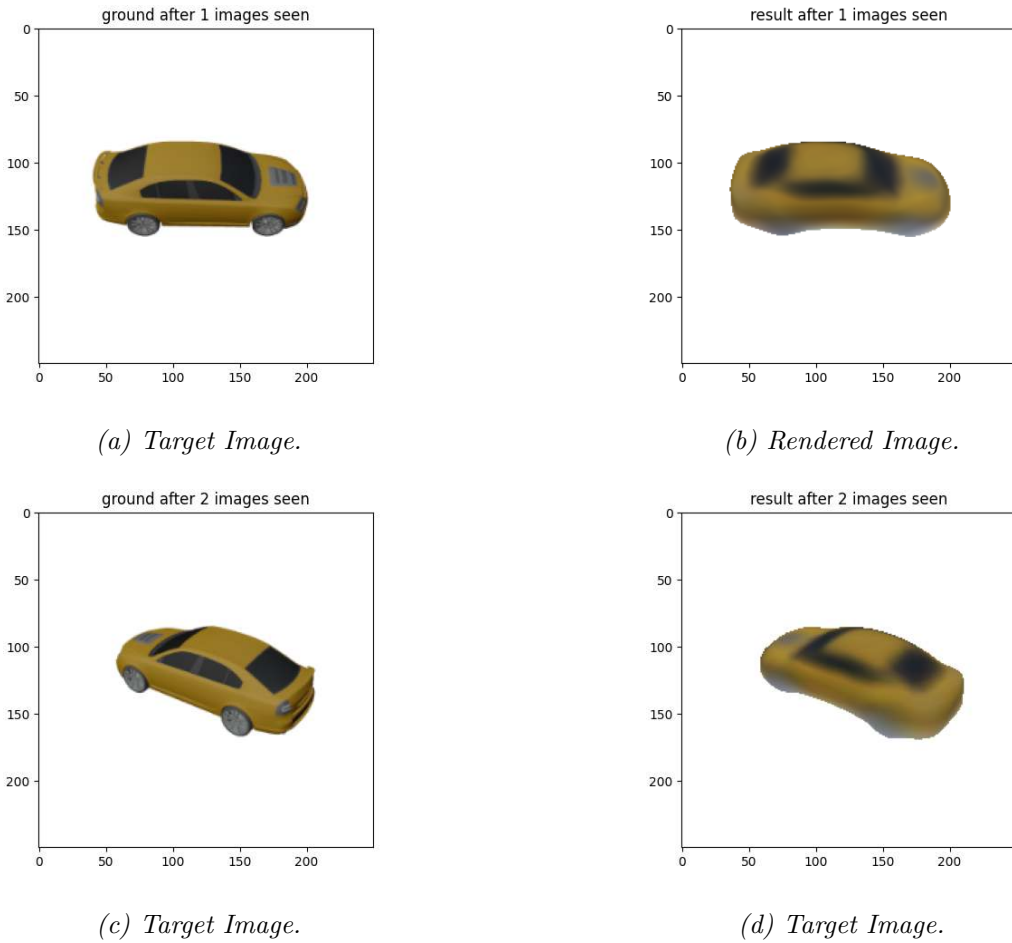 ground after 1 images seen
result after 1 images seen
0
50
100
150
200
0 50 100 150 200
0
50
100
150
200
0 50 100 150 200
(a) Target Image.
(b) Rendered Image.
ground after 2 images seen
result after 2 images seen
0
50
100
150
200
0 50 100 150 200
0
50
100
150
200
0 50 100 150 200
(c) Target Image.
(d) Target Image.